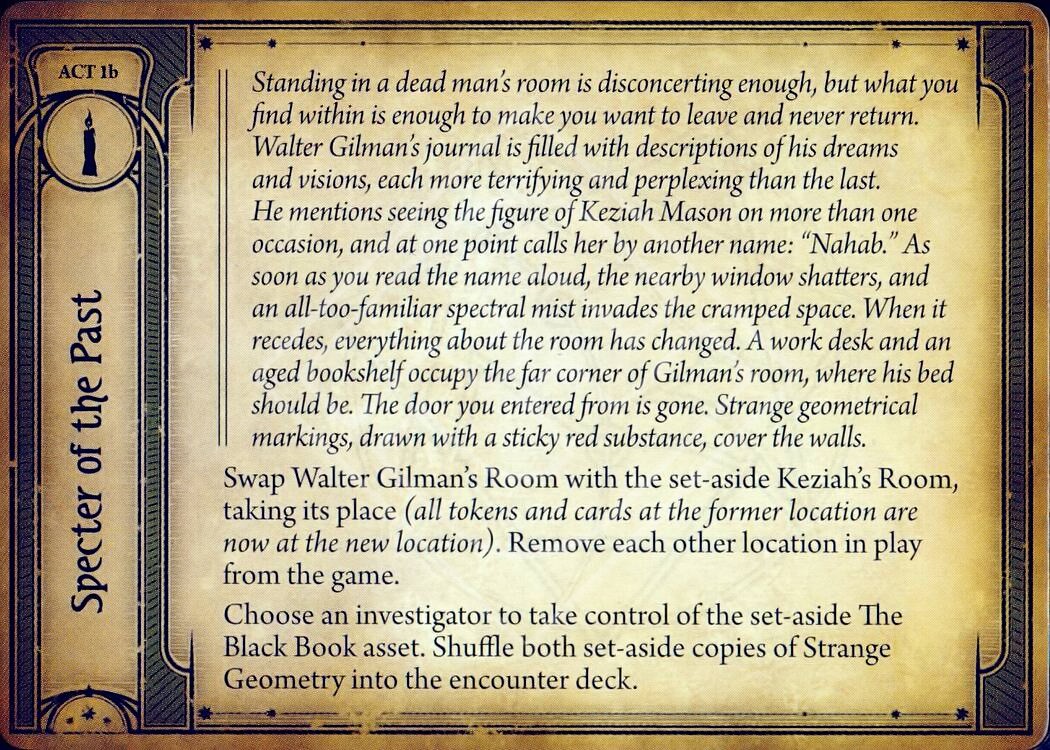 ACT 1b
Specter of the Past
Standing in a dead man's room is disconcerting enough, but what you
find within is enough to make you want to leave and never return.
Walter Gilman's journal is filled with descriptions of his dreams
and visions, each more terrifying and perplexing than the last.
He mentions seeing the figure of Keziah Mason on more than one
occasion, and at one point calls her by another name: “Nahab.” As
soon as you read the name aloud, the nearby window shatters, and
an all-too-familiar spectral mist invades the cramped space. When it
recedes, everything about the room has changed. A work desk and an
aged bookshelf occupy the far corner of Gilman's room, where his bed
should be. The door you entered from is gone. Strange geometrical
markings, drawn with a sticky red substance, cover the walls.
Swap Walter Gilman's Room with the set-aside Keziah's Room,
taking its place (all tokens and cards at the former location are
now at the new location). Remove each other location in play
from the game.
Choose an investigator to take control of the set-aside The
Black Book asset. Shuffle both set-aside copies of Strange
Geometry into the encounter deck.